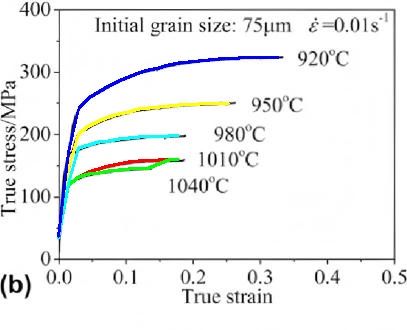 Initial grain size: 75μm ε̇=0.01s⁻¹
400
920°C
300
950°C
200
980°C
1010°C
1040°C
100
0
0.0 0.1 0.2 0.3 0.4 0.5
True stress/MPa
True strain
(b)